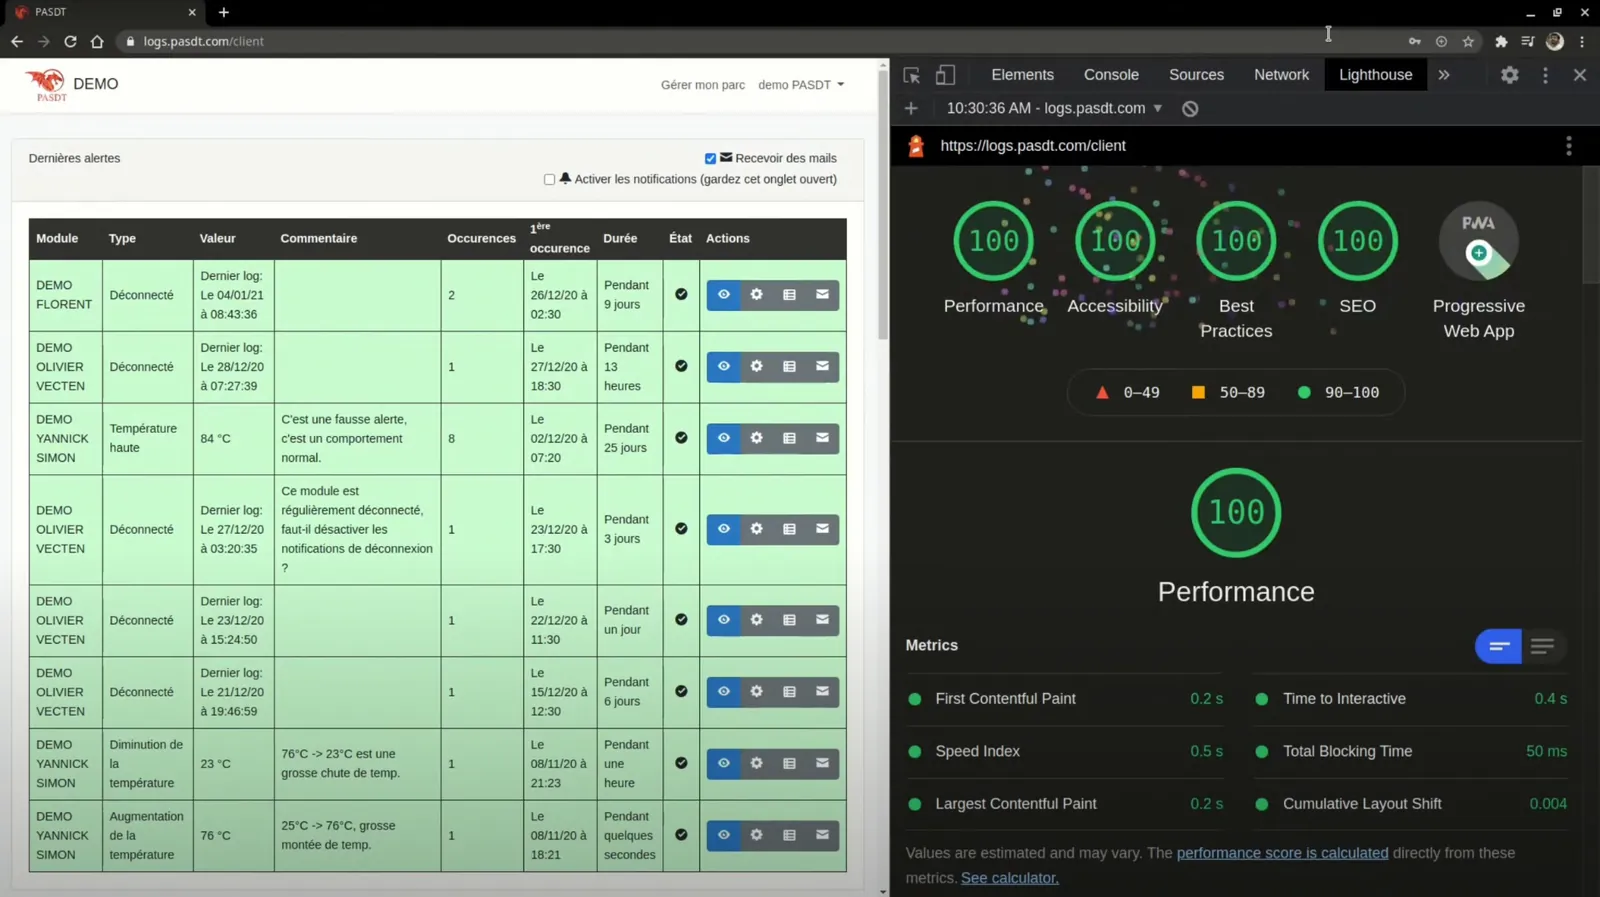 PASDT
logs.pasdt.com/client
PASDT
DEMO
Gérer mon parc
demo PASDT
Dernières alertes
Recevoir des mails
Activer les notifications (gardez cet onglet ouvert)
Module Type Valeur Commentaire Occurences 1ère occurence Durée État Actions
DEMO
FLORENT
Déconnecté
Dernier log:
Le 04/01/21
à 08:43:36
2
Le
26/12/20 à
02:30
Pendant
9 jours
DEMO
OLIVIER
VECTEN
Déconnecté
Dernier log:
Le 28/12/20
à 07:27:39
1
Le
27/12/20 à
18:30
Pendant
13
heures
DEMO
YANNICK
SIMON
Température
haute
84 °C
C'est une fausse alerte,
c'est un comportement
normal.
8
Le
02/12/20 à
07:20
Pendant
25 jours
DEMO
OLIVIER
VECTEN
Déconnecté
Dernier log:
Le 27/12/20
à 03:20:35
Ce module est
régulièrement déconnecté,
faut-il désactiver les
notifications de déconnexion
?
1
Le
23/12/20 à
17:30
Pendant
3 jours
DEMO
OLIVIER
VECTEN
Déconnecté
Dernier log:
Le 23/12/20
à 15:24:50
1
Le
22/12/20 à
11:30
Pendant
un jour
DEMO
OLIVIER
VECTEN
Déconnecté
Dernier log:
Le 21/12/20
à 19:46:59
1
Le
15/12/20 à
12:30
Pendant
6 jours
DEMO
YANNICK
SIMON
Diminution de
la
température
23 °C
76°C -> 23°C est une
grosse chute de temp.
1
Le
08/11/20 à
21:23
Pendant
une
heure
DEMO
YANNICK
SIMON
Augmentation
de la
température
76 °C
25°C -> 76°C, grosse
montée de temp.
1
Le
08/11/20 à
18:21
Pendant
quelques
secondes
Elements Console Sources Network Lighthouse
10:30:36 AM - logs.pasdt.com
https://logs.pasdt.com/client
100 100 100 100 PWA
Performance
Accessibility
Best
Practices
SEO
Progressive
Web App
0–49 50–89 90–100
100
Performance
Metrics
First Contentful Paint 0.2 s
Time to Interactive 0.4 s
Speed Index 0.5 s
Total Blocking Time 50 ms
Largest Contentful Paint 0.2 s
Cumulative Layout Shift 0.004
Values are estimated and may vary. The performance score is calculated directly from these
metrics. See calculator.